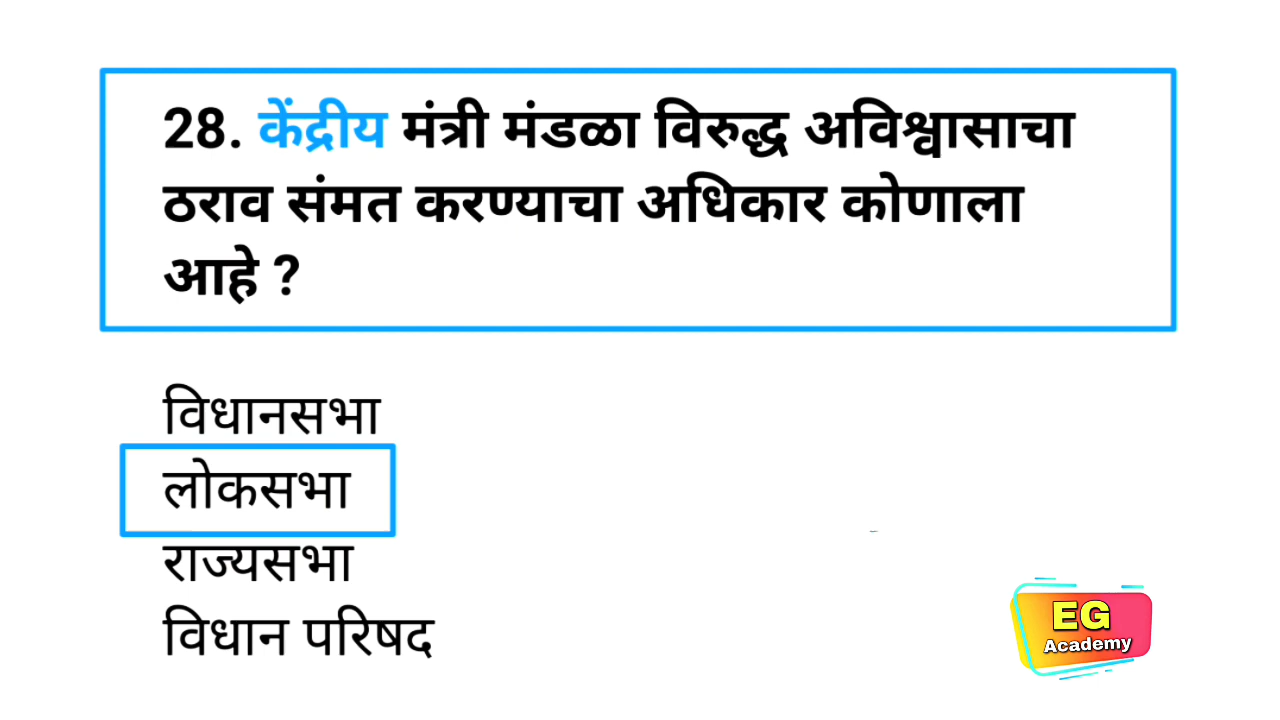 28. केंद्रीय मंत्री मंडळा विरुद्ध अविश्वासाचा
ठराव संमत करण्याचा अधिकार कोणाला
आहे ?
विधानसभा
लोकसभा
राज्यसभा
विधान परिषद
EG
Academy